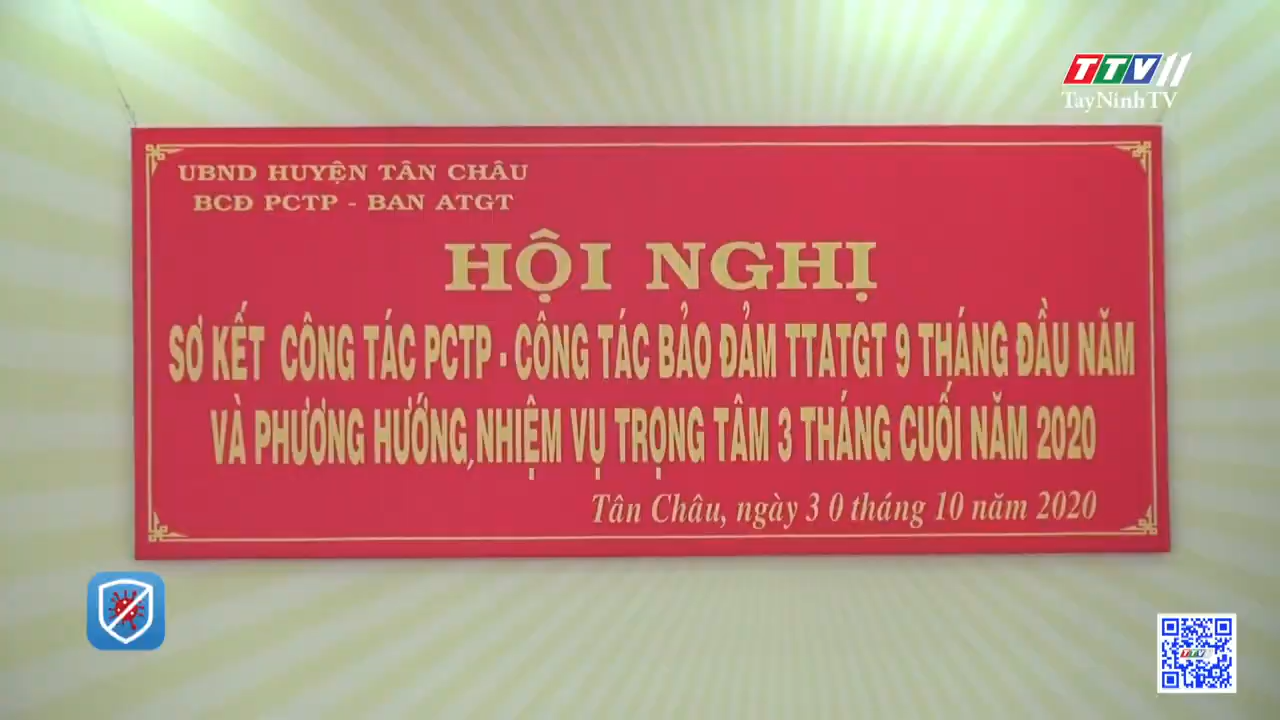 TTV11
TayNinhTV
UBND HUYỆN TÂN CHÂU
BCĐ PCTP - BAN ATGT
HỘI NGHỊ
SƠ KẾT CÔNG TÁC PCTP - CÔNG TÁC BẢO ĐẢM TTATGT 9 THÁNG ĐẦU NĂM
VÀ PHƯƠNG HƯỚNG, NHIỆM VỤ TRỌNG TÂM 3 THÁNG CUỐI NĂM 2020
Tân Châu, ngày 30 tháng 10 năm 2020
TTV